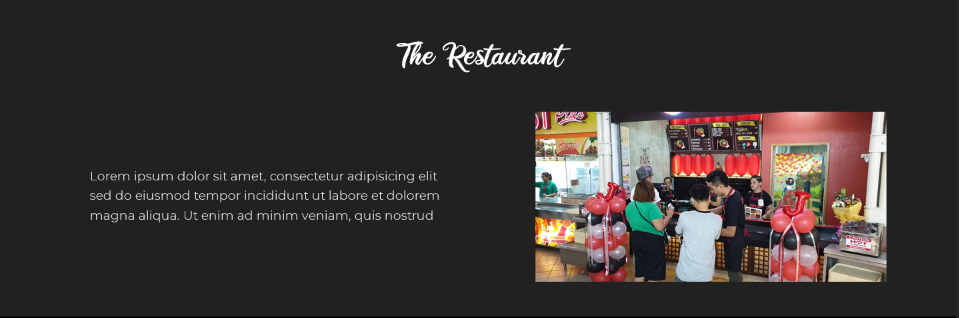 The Restaurant
Lorem ipsum dolor sit amet, consectetur adipisicing elit
sed do eiusmod tempor incididunt ut labore et dolorem
magna aliqua. Ut enim ad minim veniam, quis nostrud